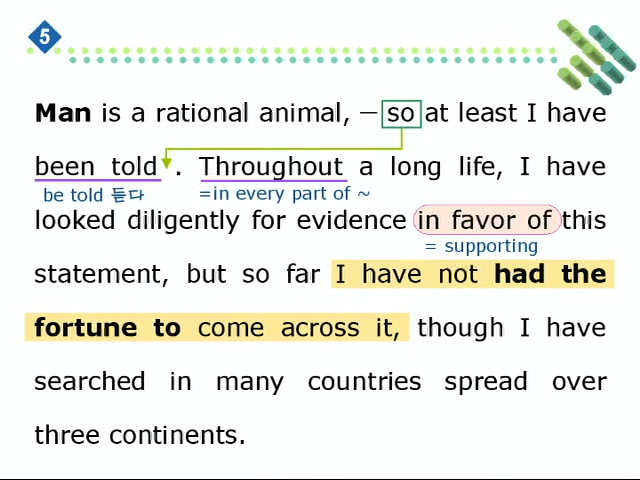 5
Man is a rational animal, – so at least I have
been told . Throughout a long life, I have
be told 듣다 =in every part of ~
looked diligently for evidence in favor of this
= supporting
statement, but so far I have not had the
fortune to come across it, though I have
searched in many countries spread over
three continents.